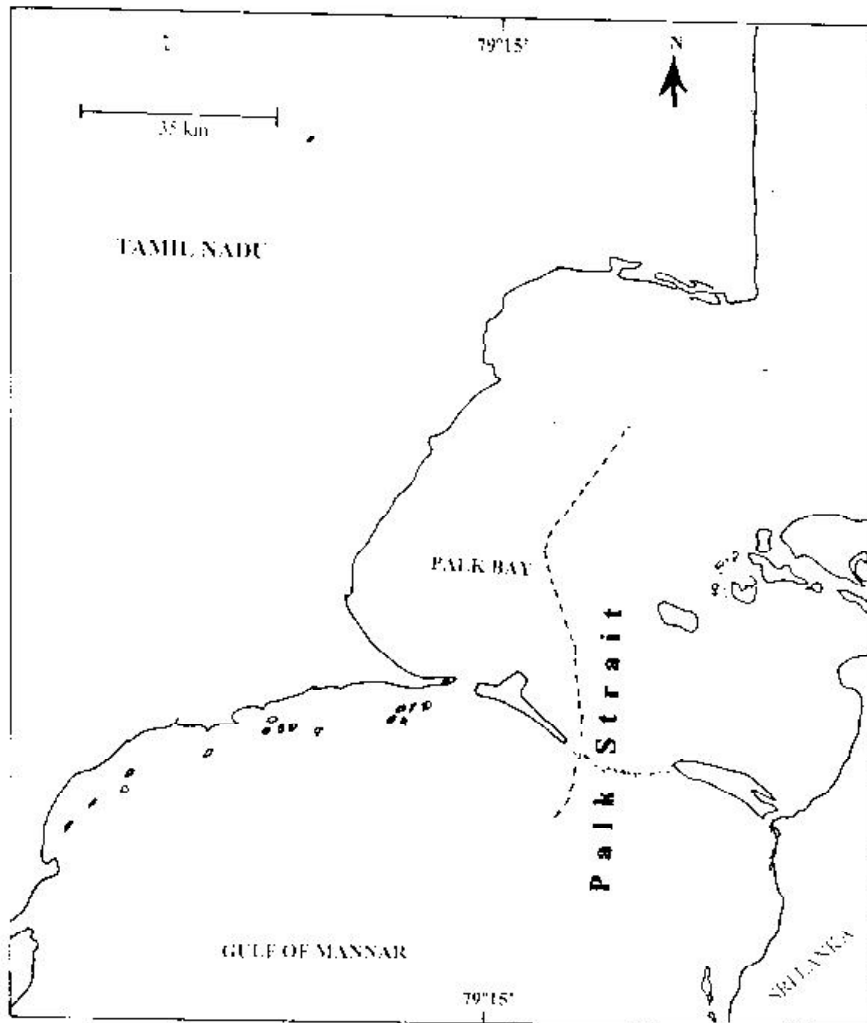 79°15'
N
35 km
TAMIL NADU
PALK BAY
Palk Strait
GULF OF MANNAR
SRI LANKA
79°15'